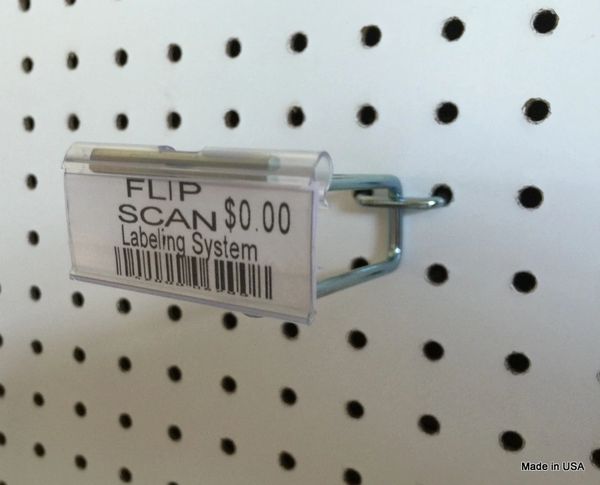 FLIP
SCAN $0.00
Labeling System
Made in USA